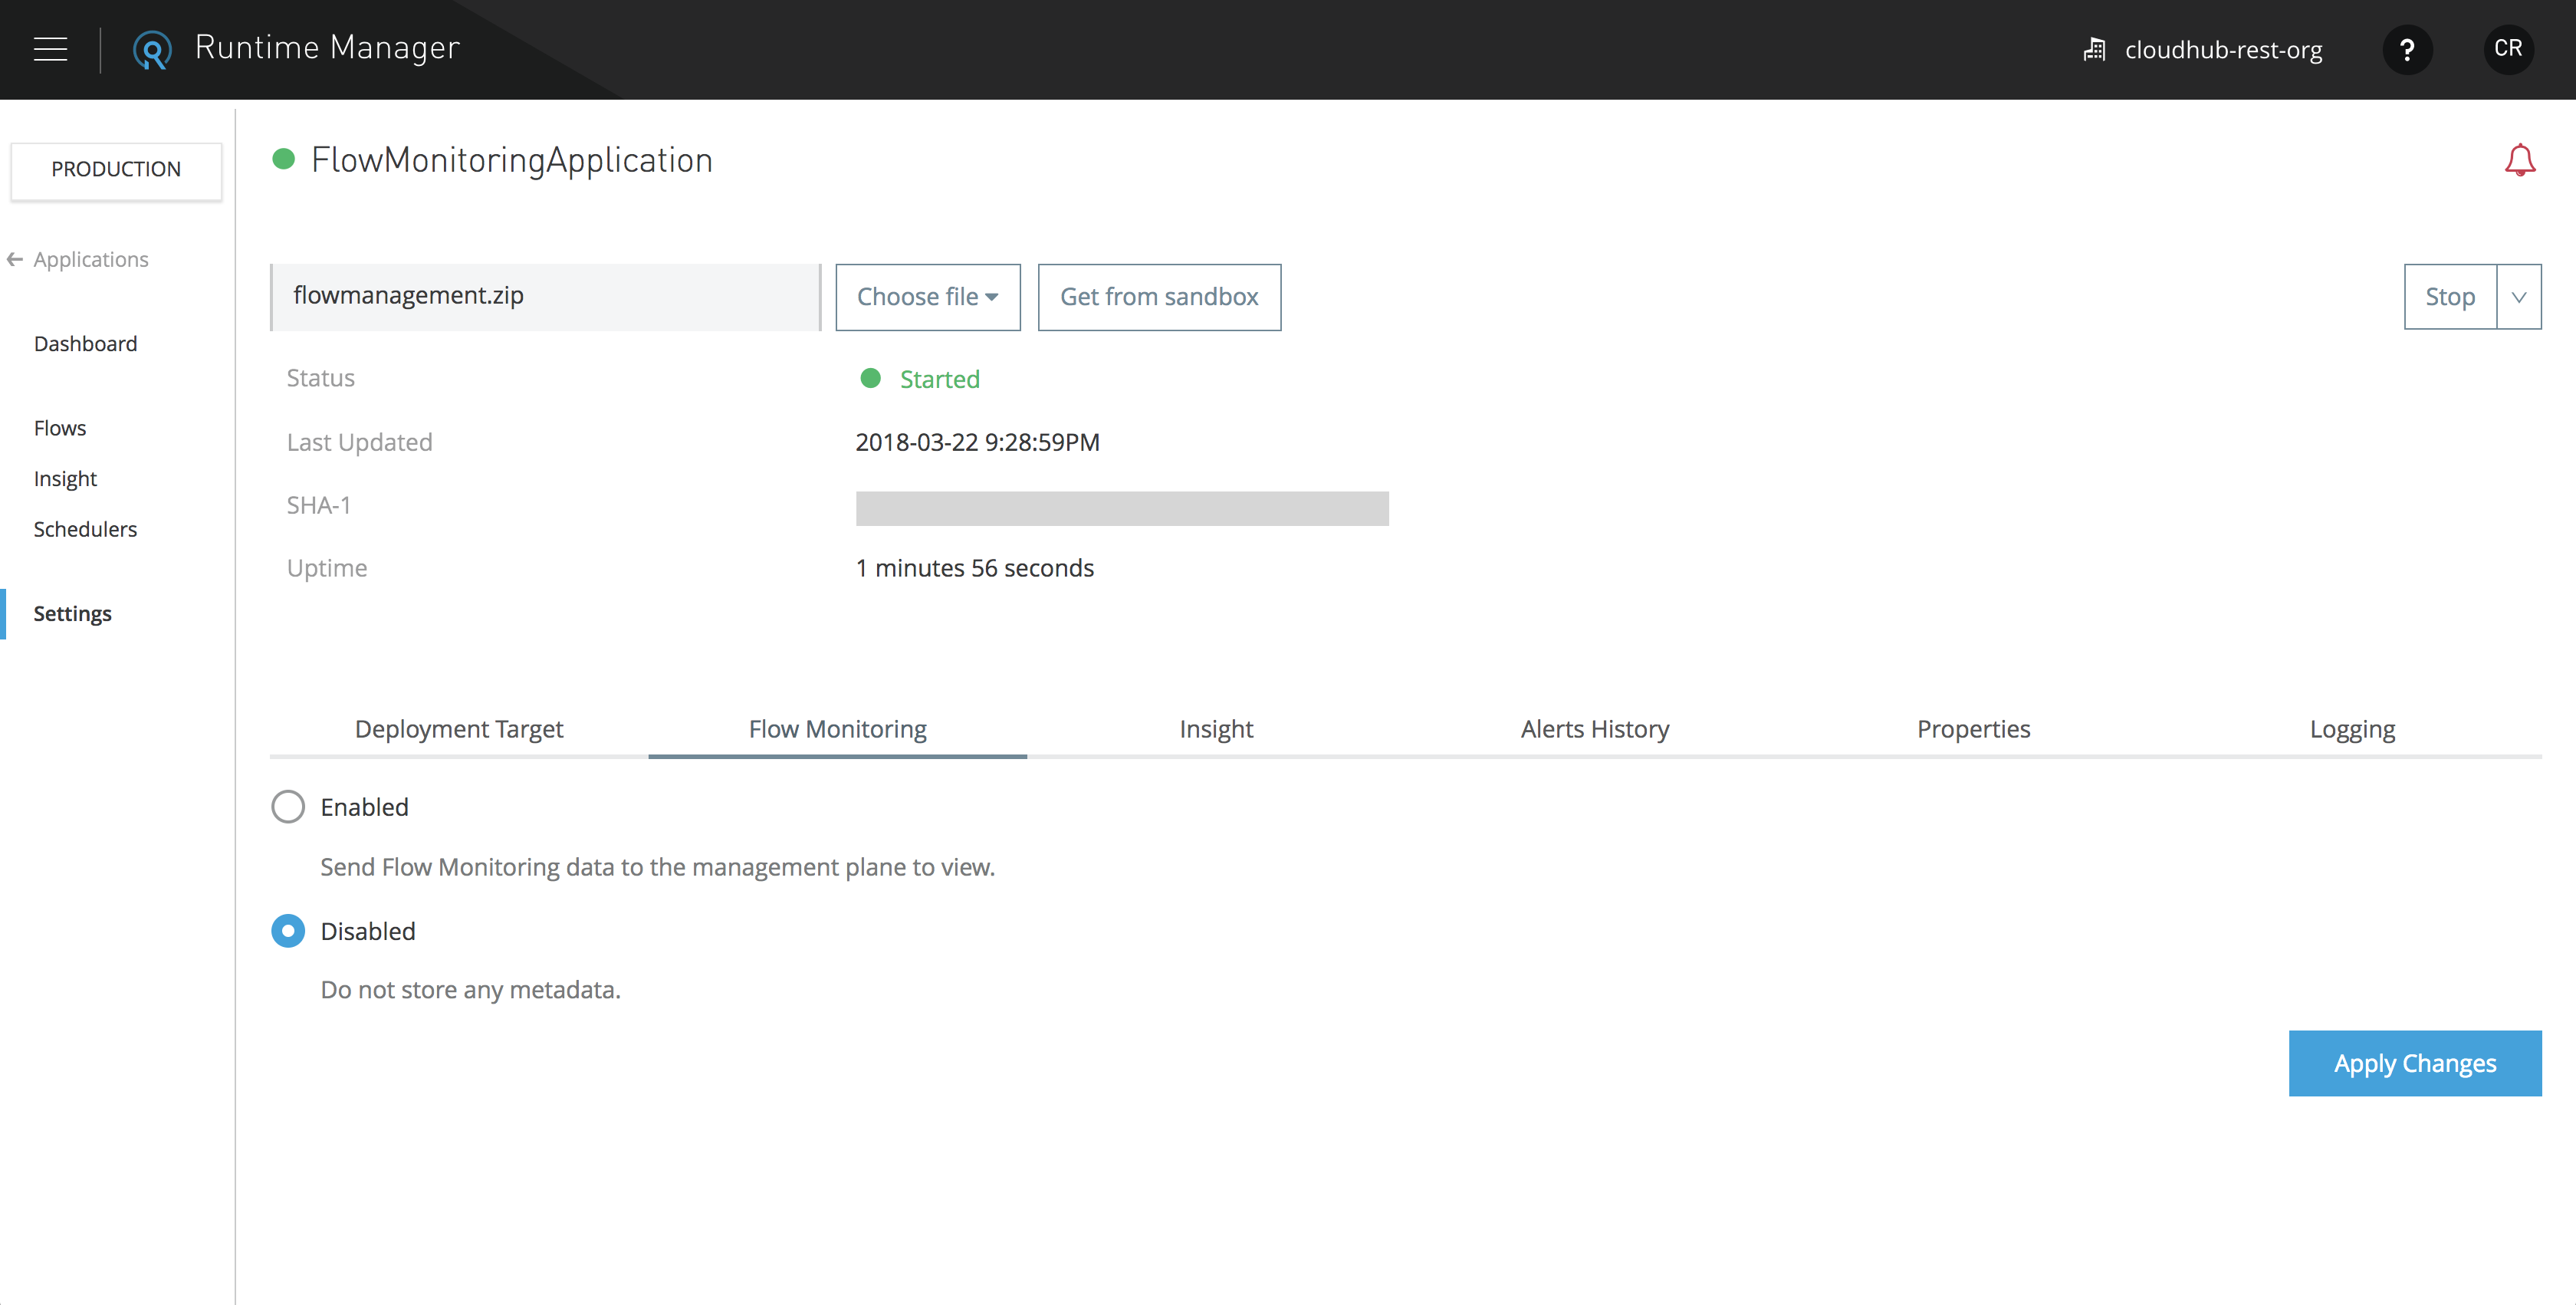 Runtime Manager
cloudhub-rest-org
?
CR
PRODUCTION
FlowMonitoringApplication
Applications
flowmanagement.zip
Choose file
Get from sandbox
Stop
Dashboard
Status
Started
Flows
Last Updated
2018-03-22 9:28:59PM
Insight
SHA-1
Schedulers
Uptime
1 minutes 56 seconds
Settings
Deployment Target
Flow Monitoring
Insight
Alerts History
Properties
Logging
Enabled
Send Flow Monitoring data to the management plane to view.
Disabled
Do not store any metadata.
Apply Changes